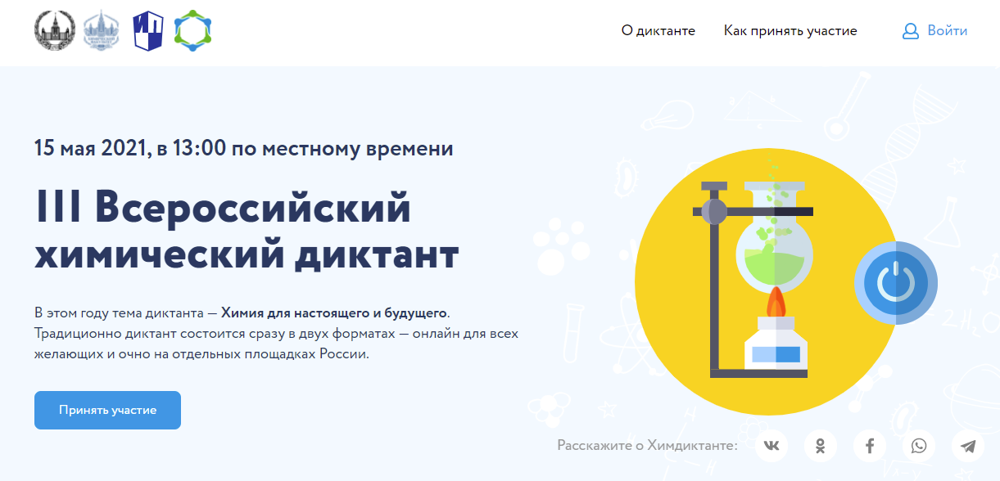 О диктанте
Как принять участие
Войти
15 мая 2021, в 13:00 по местному времени
III Всероссийский
химический диктант
В этом году тема диктанта — Химия для настоящего и будущего.
Традиционно диктант состоится сразу в двух форматах — онлайн для всех
желающих и очно на отдельных площадках России.
Принять участие
Расскажите о Химдиктанте: